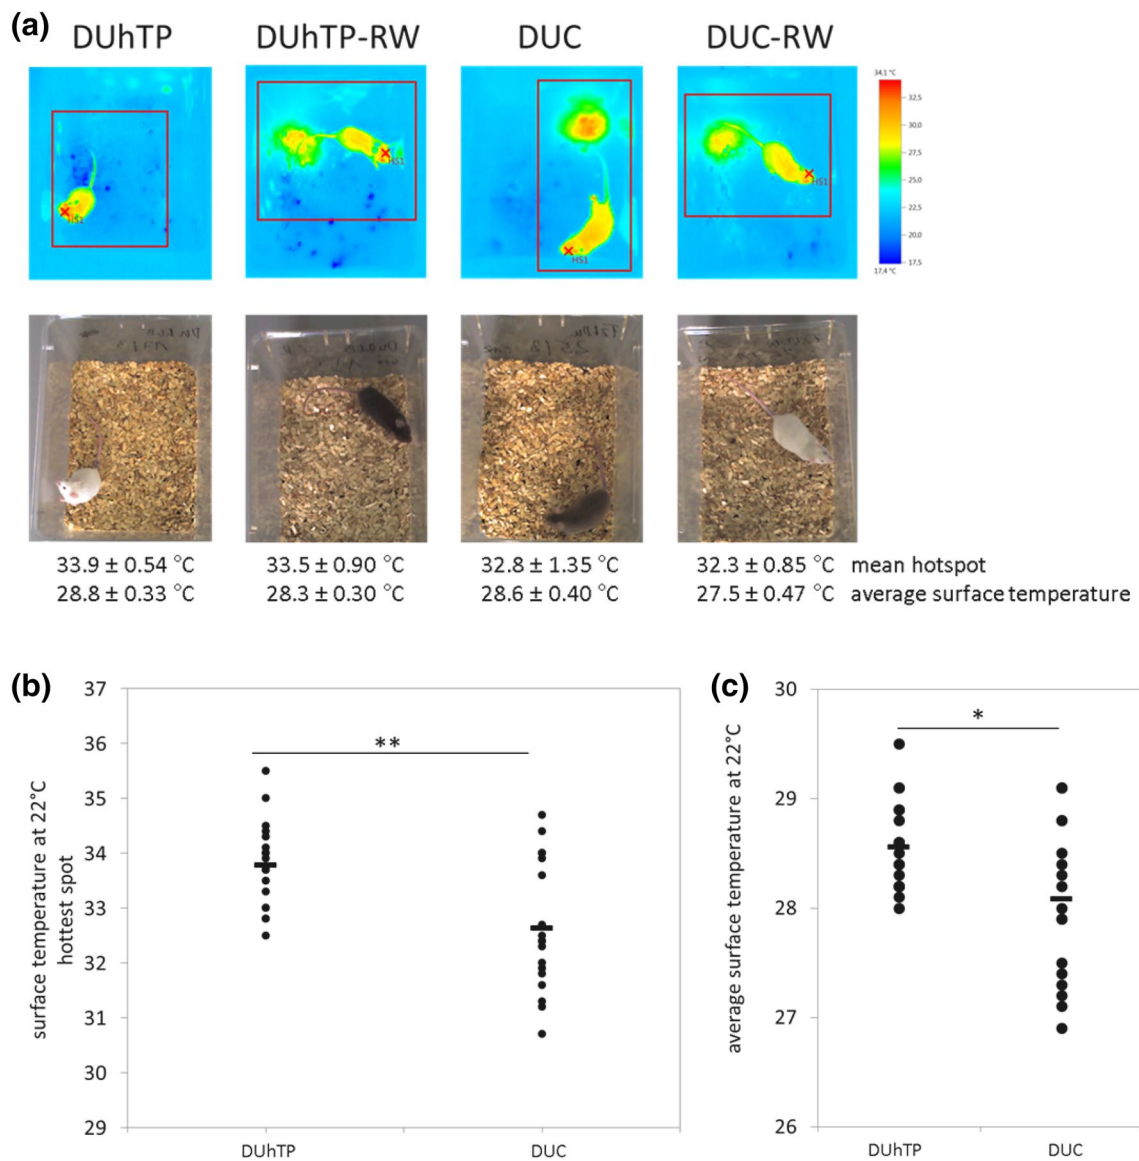 (a)
DUhTP DUhTP-RW DUC DUC-RW
34,1 °C
32,5
30,0
27,5
25,0
22,5
20,0
17,5
17,4 °C
HS1 HS1 HS1 HS1
33.9 ± 0.54 °C 33.5 ± 0.90 °C 32.8 ± 1.35 °C 32.3 ± 0.85 °C mean hotspot
28.8 ± 0.33 °C 28.3 ± 0.30 °C 28.6 ± 0.40 °C 27.5 ± 0.47 °C average surface temperature
(b)
surface temperature at 22°C
hottest spot
37
36
35
34
33
32
31
30
29
**
DUhTP DUC
(c)
average surface temperature at 22°C
30
29
28
27
26
*
DUhTP DUC